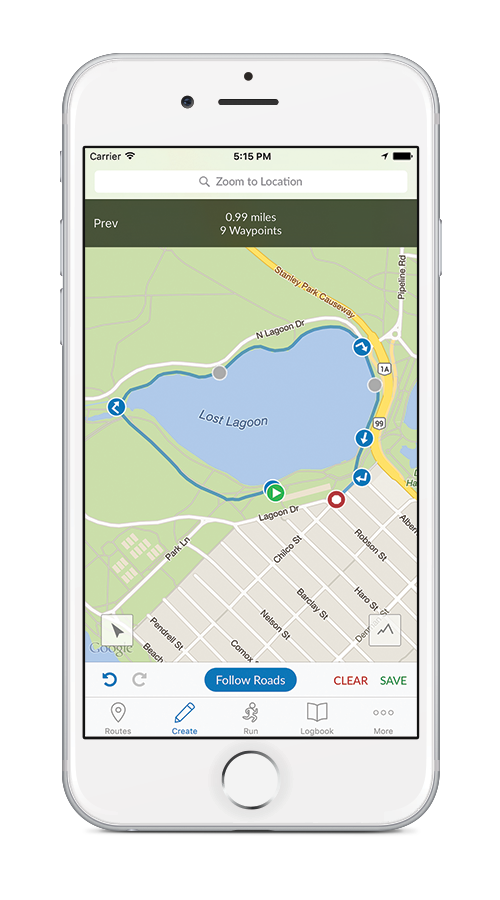 Carrier
5:15 PM
Zoom to Location
Prev
0.99 miles
9 Waypoints
Stanley Park Causeway
Pipeline Rd
N Lagoon Dr
1A
Lost Lagoon
99
Lagoon Dr
Park Ln
Chilco St
Robson St
Barclay St
Haro St
Nelson St
Pendrell St
Comox
Beach
Google
Follow Roads
CLEAR
SAVE
Routes
Create
Run
Logbook
More